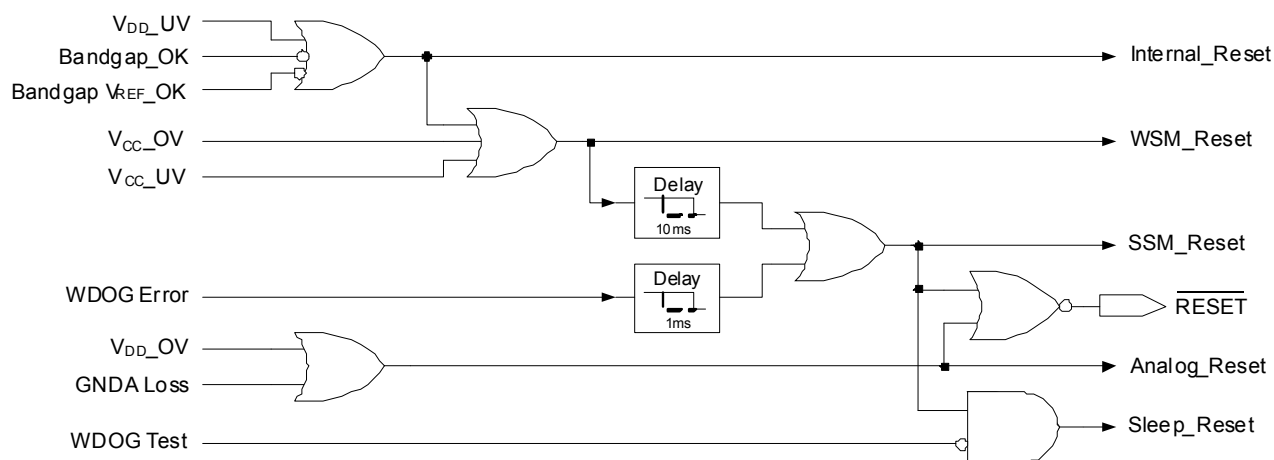 VDD_UV
Bandgap_OK
Bandgap VREF_OK
Internal_Reset
VCC_OV
VCC_UV
WSM_Reset
Delay
10ms
SSM_Reset
WDOG Error
Delay
1ms
RESET
VDD_OV
GNDA Loss
Analog_Reset
WDOG Test
Sleep_Reset